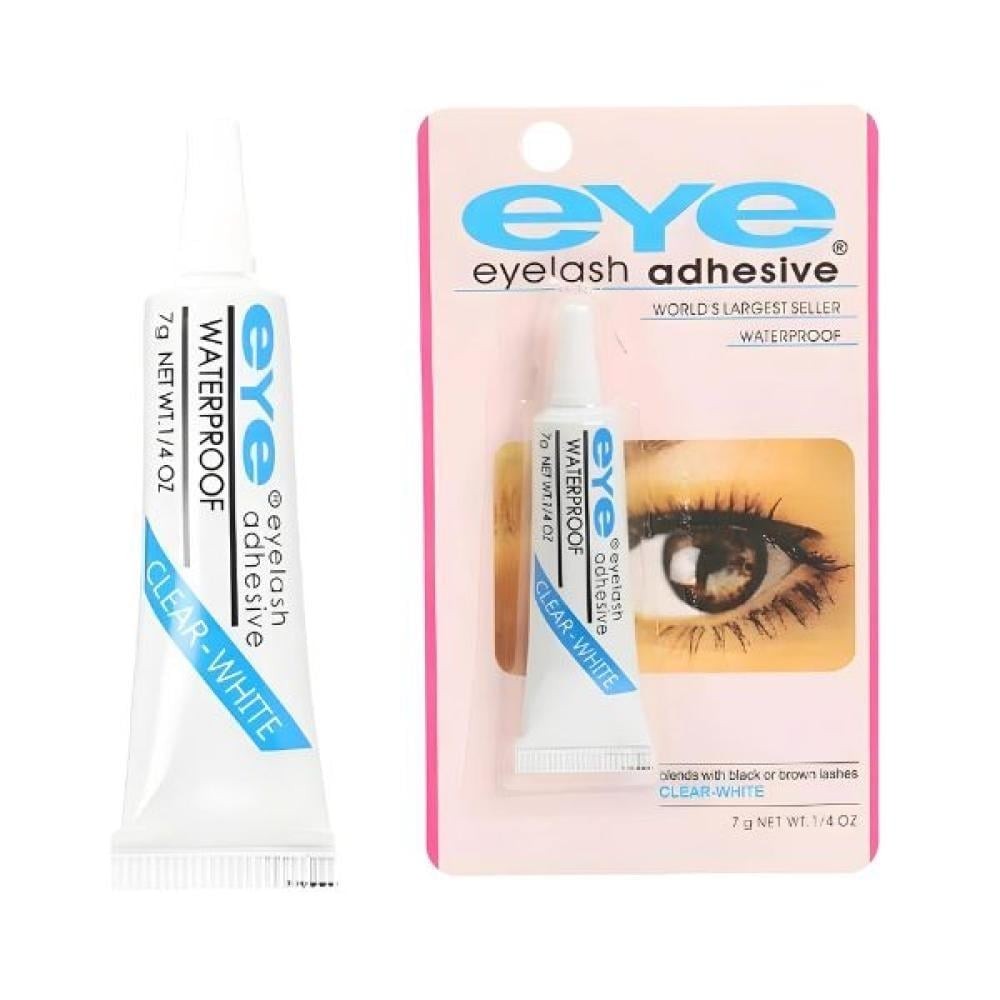 eye
® eyelash
adhesive
WATERPROOF
7g NET WT.1/4 OZ
CLEAR-WHITE
eye
eyelash adhesive®
WORLD'S LARGEST SELLER
WATERPROOF
eye
® eyelash
adhesive
WATERPROOF
7g NET WT.1/4 OZ
CLEAR-WHITE
blends with black or brown lashes
CLEAR-WHITE
7 g NET WT. 1/4 OZ